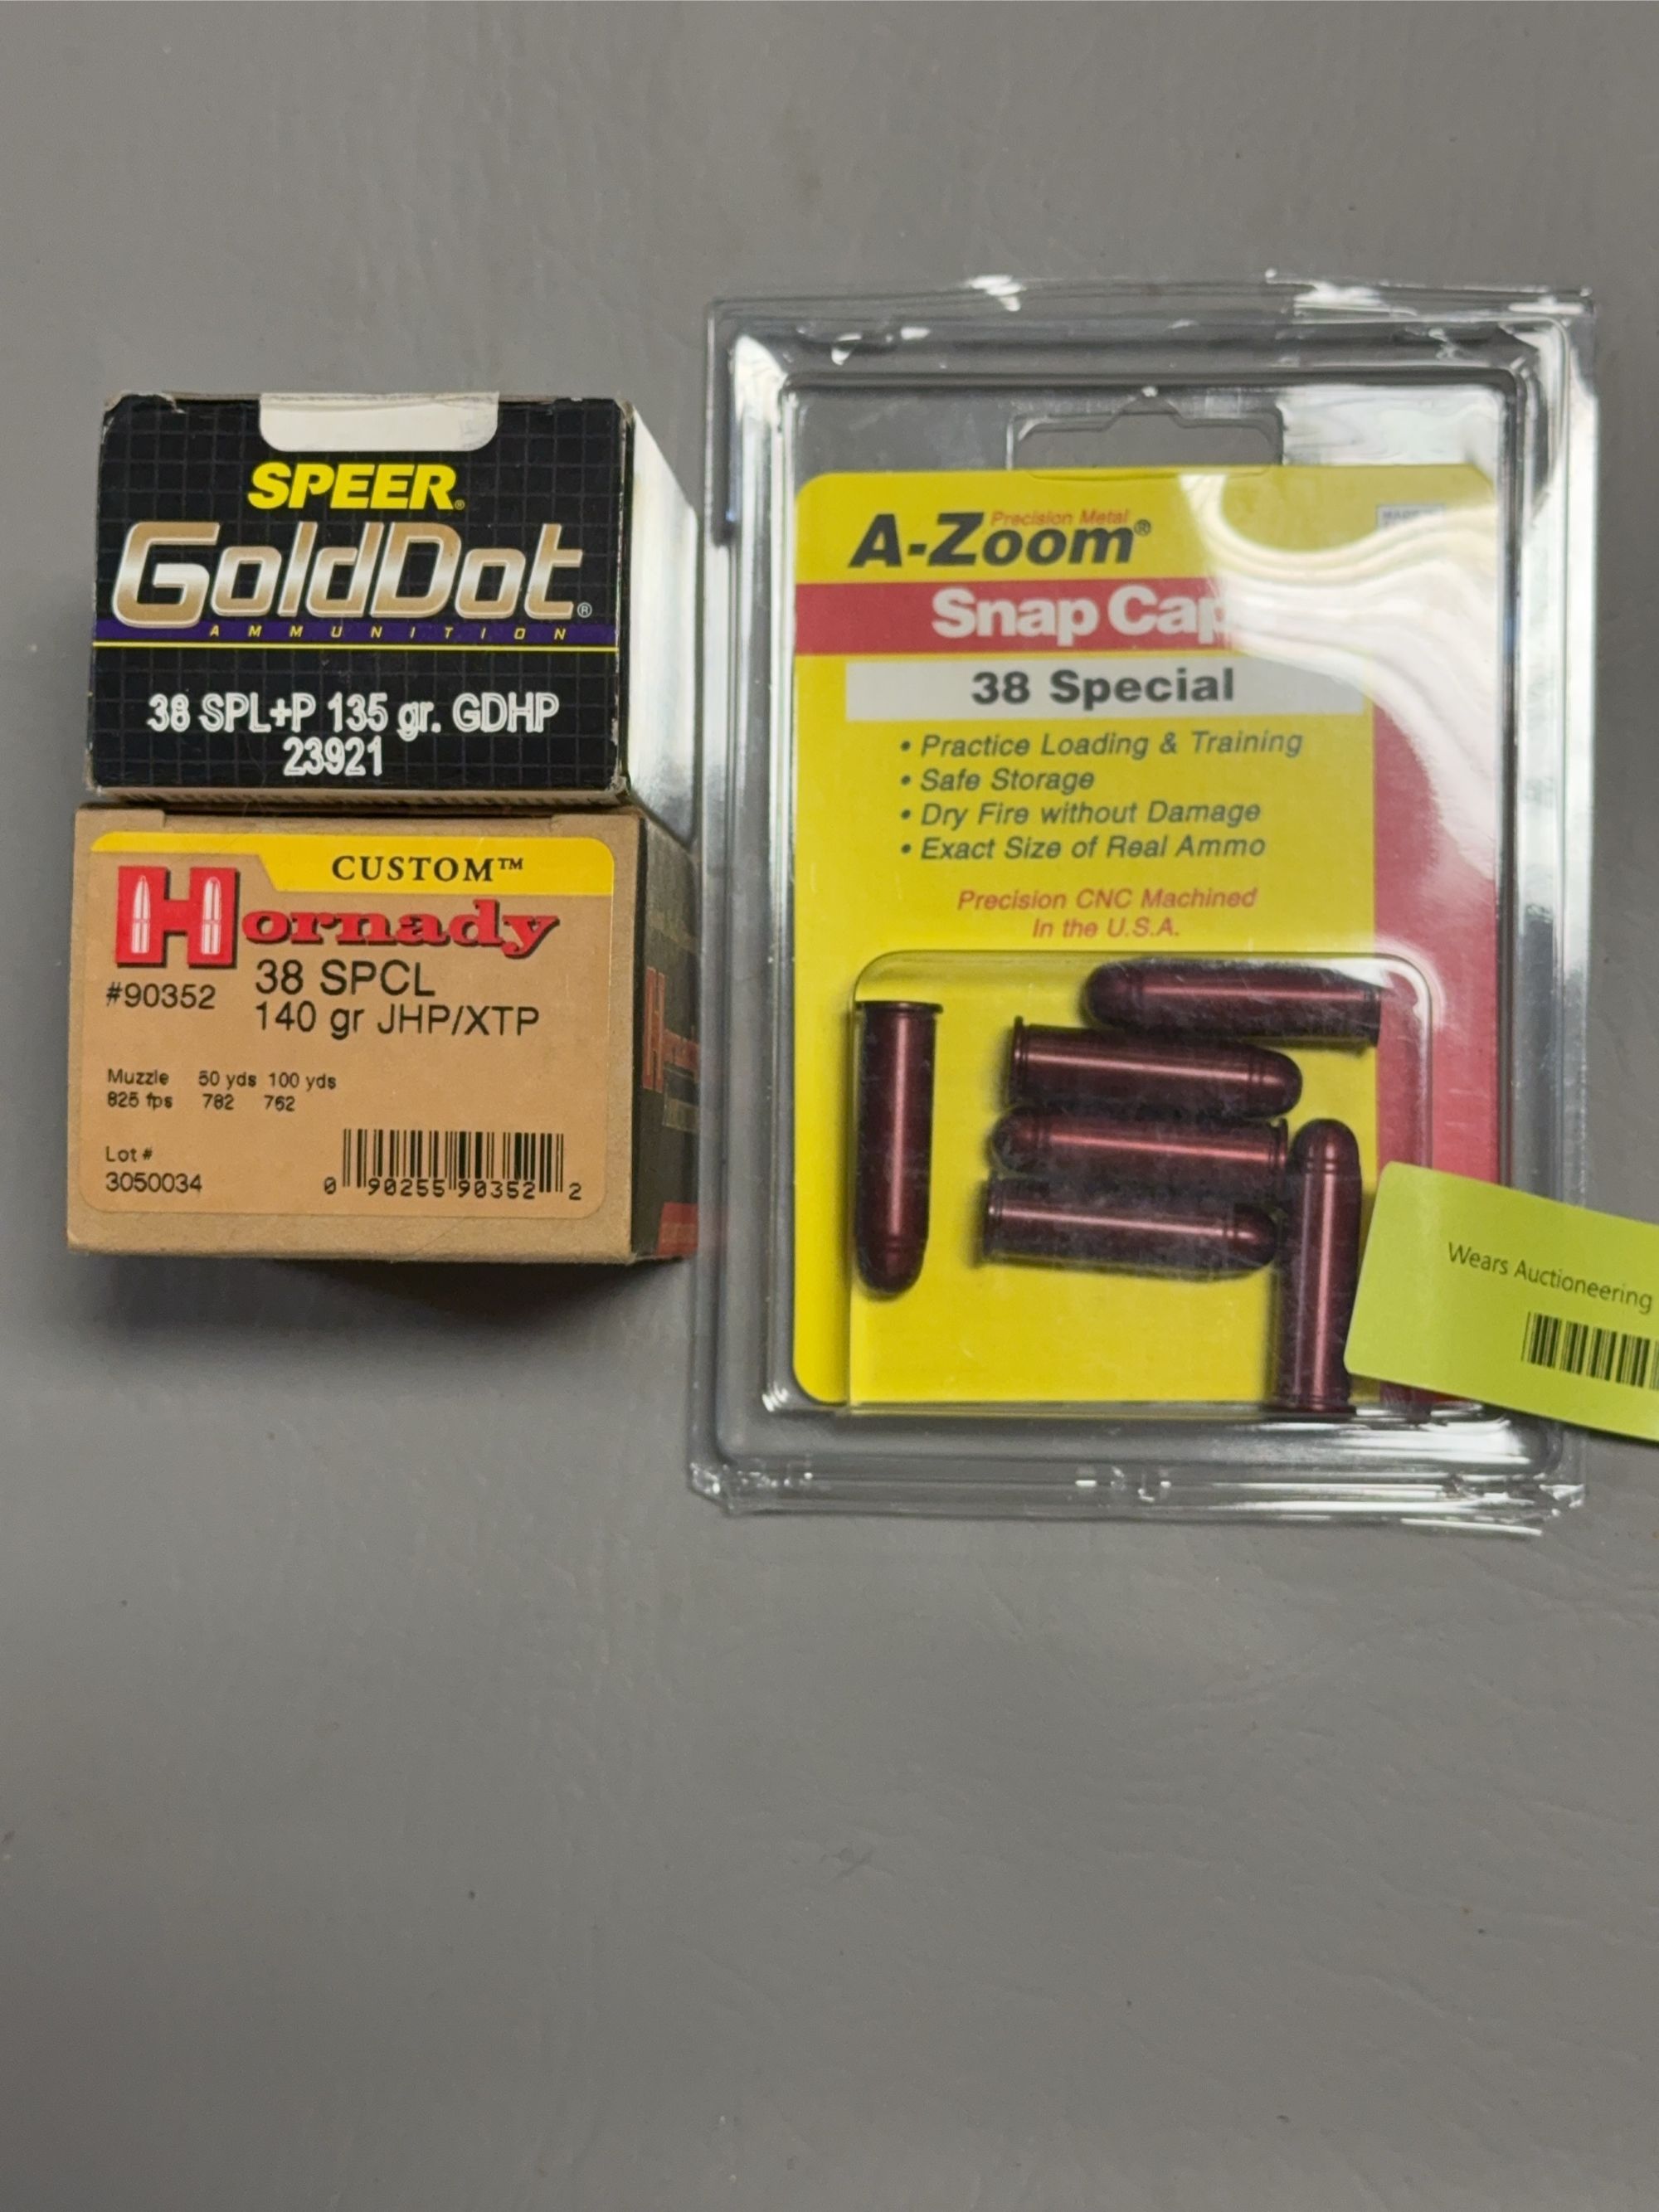 SPEER®
GoldDot®
AMMUNITION
38 SPL+P 135 gr. GDHP
23921
CUSTOM™
Hornady
#90352
38 SPCL
140 gr JHP/XTP
Muzzle 50 yds 100 yds
825 fps 782 762
Lot #
3050034
0 90255 90352 2
Precision Metal
A-Zoom®
Snap Cap
38 Special
• Practice Loading & Training
• Safe Storage
• Dry Fire without Damage
• Exact Size of Real Ammo
Precision CNC Machined
In the U.S.A.
Wears Auctioneering